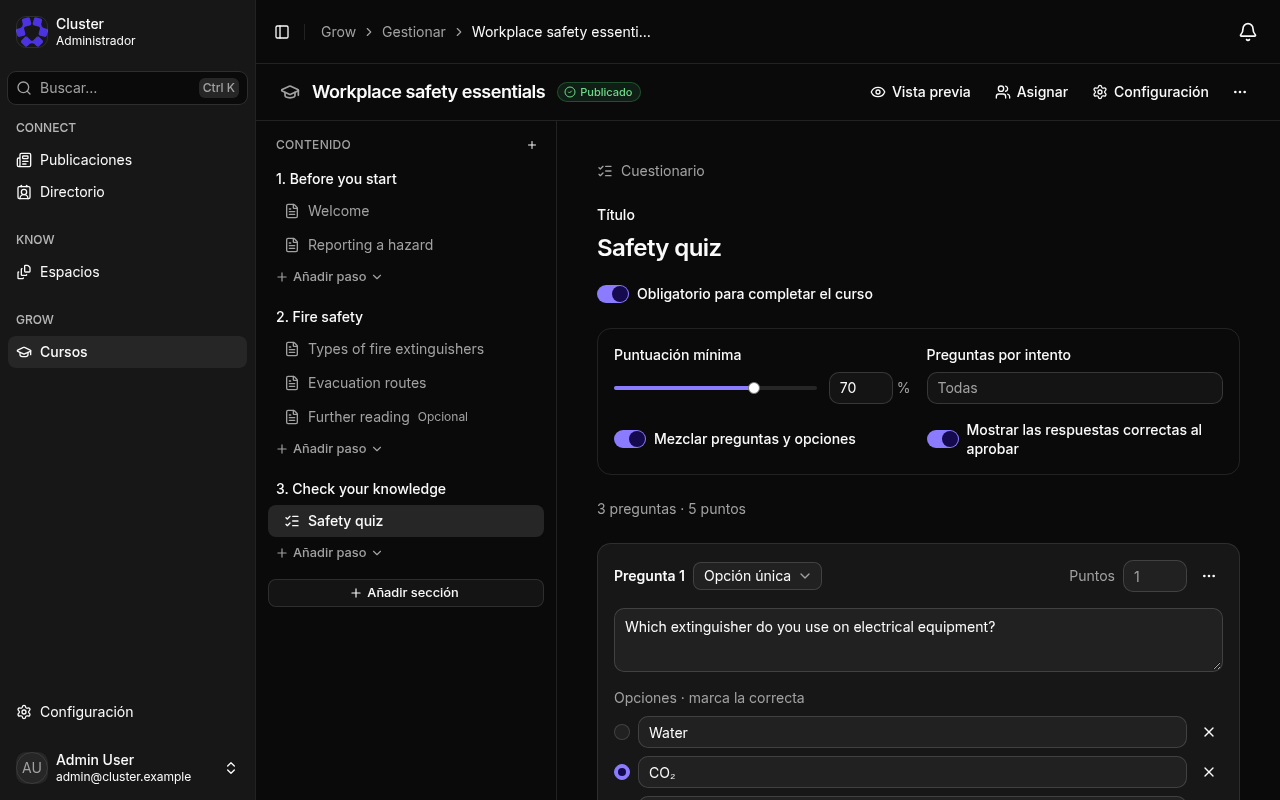 Cluster
Administrador
Buscar...
Ctrl K
CONNECT
Publicaciones
Directorio
KNOW
Espacios
GROW
Cursos
Configuración
AU
Admin User
admin@cluster.example
Grow
Gestionar
Workplace safety essenti...
Workplace safety essentials
Publicado
Vista previa
Asignar
Configuración
CONTENIDO
1. Before you start
Welcome
Reporting a hazard
Añadir paso
2. Fire safety
Types of fire extinguishers
Evacuation routes
Further reading Opcional
Añadir paso
3. Check your knowledge
Safety quiz
Añadir paso
Añadir sección
Cuestionario
Título
Safety quiz
Obligatorio para completar el curso
Puntuación mínima
70 %
Preguntas por intento
Todas
Mezclar preguntas y opciones
Mostrar las respuestas correctas al
aprobar
3 preguntas · 5 puntos
Pregunta 1
Opción única
Puntos
1
Which extinguisher do you use on electrical equipment?
Opciones · marca la correcta
Water
CO₂